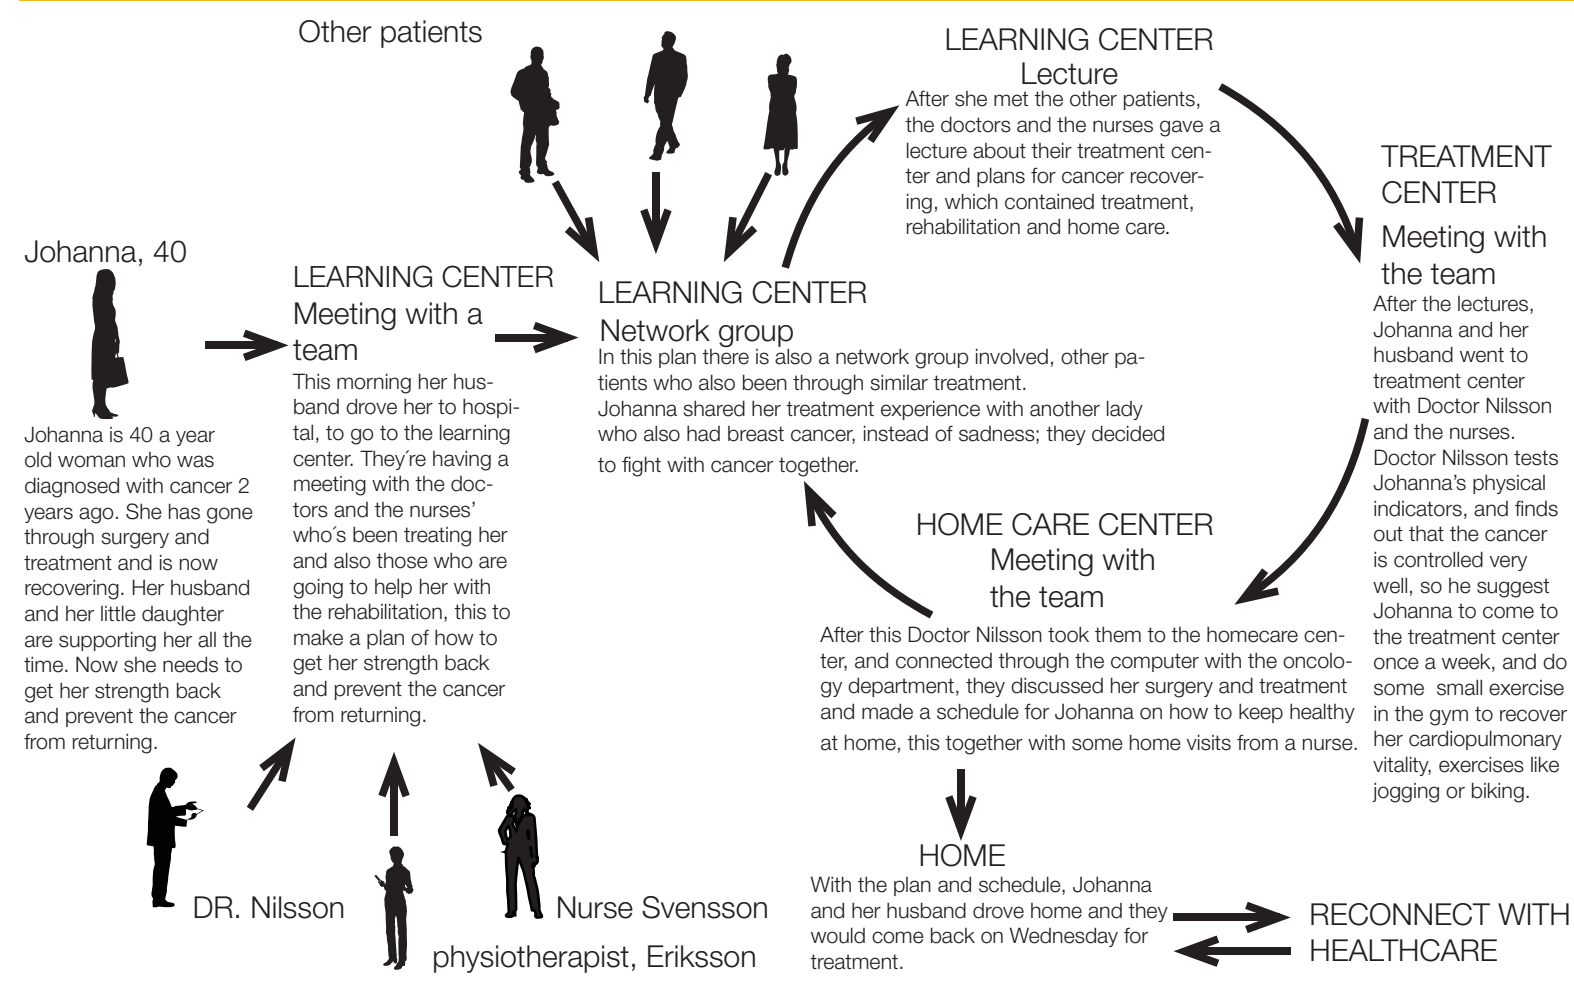 Other patients
Johanna, 40
Johanna is 40 a year
old woman who was
diagnosed with cancer 2
years ago. She has gone
through surgery and
treatment and is now
recovering. Her husband
and her little daughter
are supporting her all the
time. Now she needs to
get her strength back
and prevent the cancer
from returning.
LEARNING CENTER
Meeting with a
team
This morning her hus-
band drove her to hospi-
tal, to go to the learning
center. They´re having a
meeting with the doc-
tors and the nurses’
who´s been treating her
and also those who are
going to help her with
the rehabilitation, this to
make a plan of how to
get her strength back
and prevent the cancer
from returning.
DR. Nilsson
physiotherapist, Eriksson
Nurse Svensson
LEARNING CENTER
Network group
In this plan there is also a network group involved, other pa-
tients who also been through similar treatment.
Johanna shared her treatment experience with another lady
who also had breast cancer, instead of sadness; they decided
to fight with cancer together.
LEARNING CENTER
Lecture
After she met the other patients,
the doctors and the nurses gave a
lecture about their treatment cen-
ter and plans for cancer recover-
ing, which contained treatment,
rehabilitation and home care.
TREATMENT
CENTER
Meeting with
the team
After the lectures,
Johanna and her
husband went to
treatment center
with Doctor Nilsson
and the nurses.
Doctor Nilsson tests
Johanna’s physical
indicators, and finds
out that the cancer
is controlled very
well, so he suggest
Johanna to come to
the treatment center
once a week, and do
some small exercise
in the gym to recover
her cardiopulmonary
vitality, exercises like
jogging or biking.
HOME CARE CENTER
Meeting with
the team
After this Doctor Nilsson took them to the homecare cen-
ter, and connected through the computer with the oncolo-
gy department, they discussed her surgery and treatment
and made a schedule for Johanna on how to keep healthy
at home, this together with some home visits from a nurse.
HOME
With the plan and schedule, Johanna
and her husband drove home and they
would come back on Wednesday for
treatment.
RECONNECT WITH
HEALTHCARE